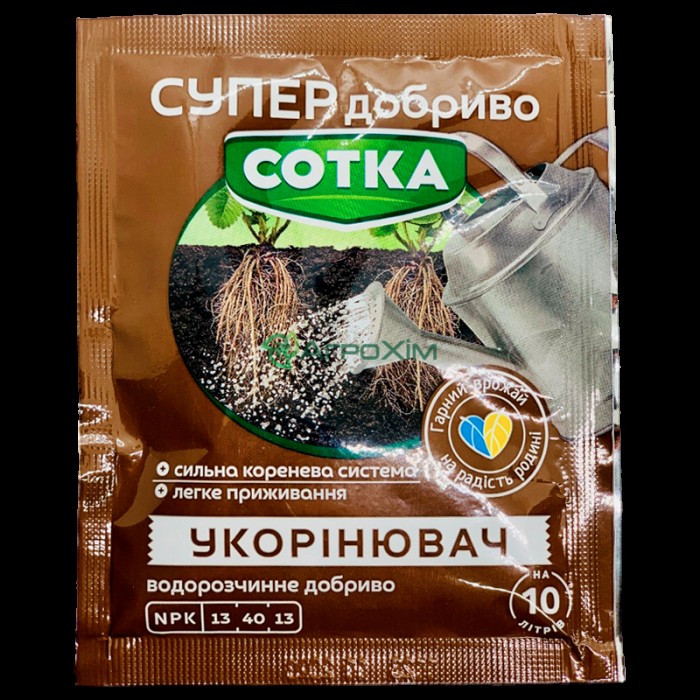 СУПЕР добриво
СОТКА
АгроХім
Гарний врожай
на радість родині
+ сильна коренева система
+ легке приживання
УКОРІНЮВАЧ
водорозчинне добриво
NPK 13 40 13
НА
10
ЛІТРІВ